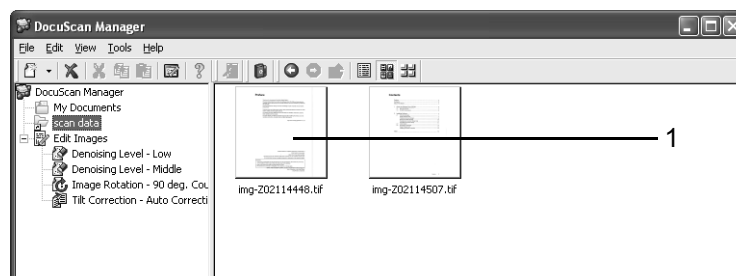 DocuScan Manager
File Edit View Tools Help
DocuScan Manager
My Documents
scan data
Edit Images
Denoising Level - Low
Denoising Level - Middle
Image Rotation - 90 deg. Cou
Tilt Correction - Auto Correcti
img-Z02114448.tif
img-Z02114507.tif
1